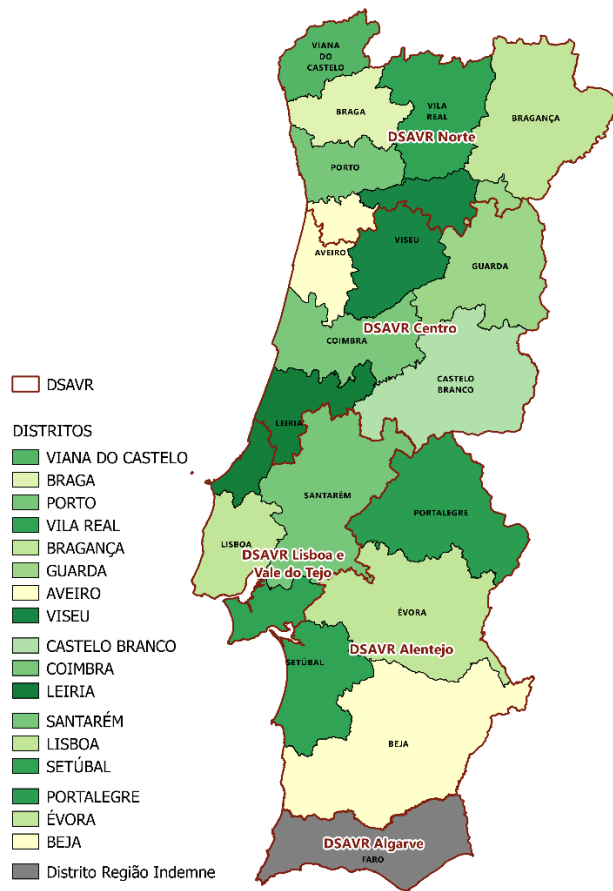 VIANA
DO
CASTELO
BRAGA
VILA
REAL
BRAGANÇA
DSAVR Norte
PORTO
VISEU
AVEIRO
GUARDA
DSAVR Centro
COIMBRA
CASTELO
BRANCO
LEIRIA
SANTARÉM
PORTALEGRE
LISBOA
DSAVR Lisboa e
Vale do Tejo
ÉVORA
DSAVR Alentejo
SETÚBAL
BEJA
DSAVR Algarve
FARO
DSAVR
DISTRITOS
VIANA DO CASTELO
BRAGA
PORTO
VILA REAL
BRAGANÇA
GUARDA
AVEIRO
VISEU
CASTELO BRANCO
COIMBRA
LEIRIA
SANTARÉM
LISBOA
SETÚBAL
PORTALEGRE
ÉVORA
BEJA
Distrito Região Indemne